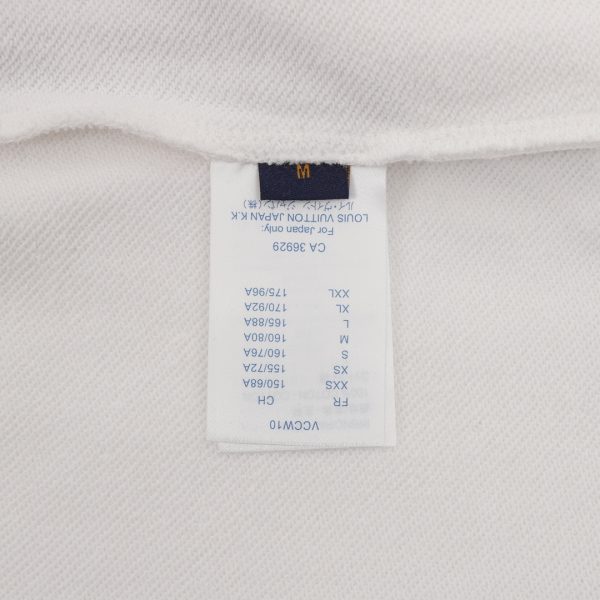 VCCW10
FR CH
XXS 150/68A
XS 155/72A
S 160/76A
M 160/80A
L 165/88A
XL 170/92A
XXL 175/96A
CA 36929
For Japan only:
LOUIS VUITTON JAPAN K.K
ルイ・ヴィトン ジャパン(株)
M